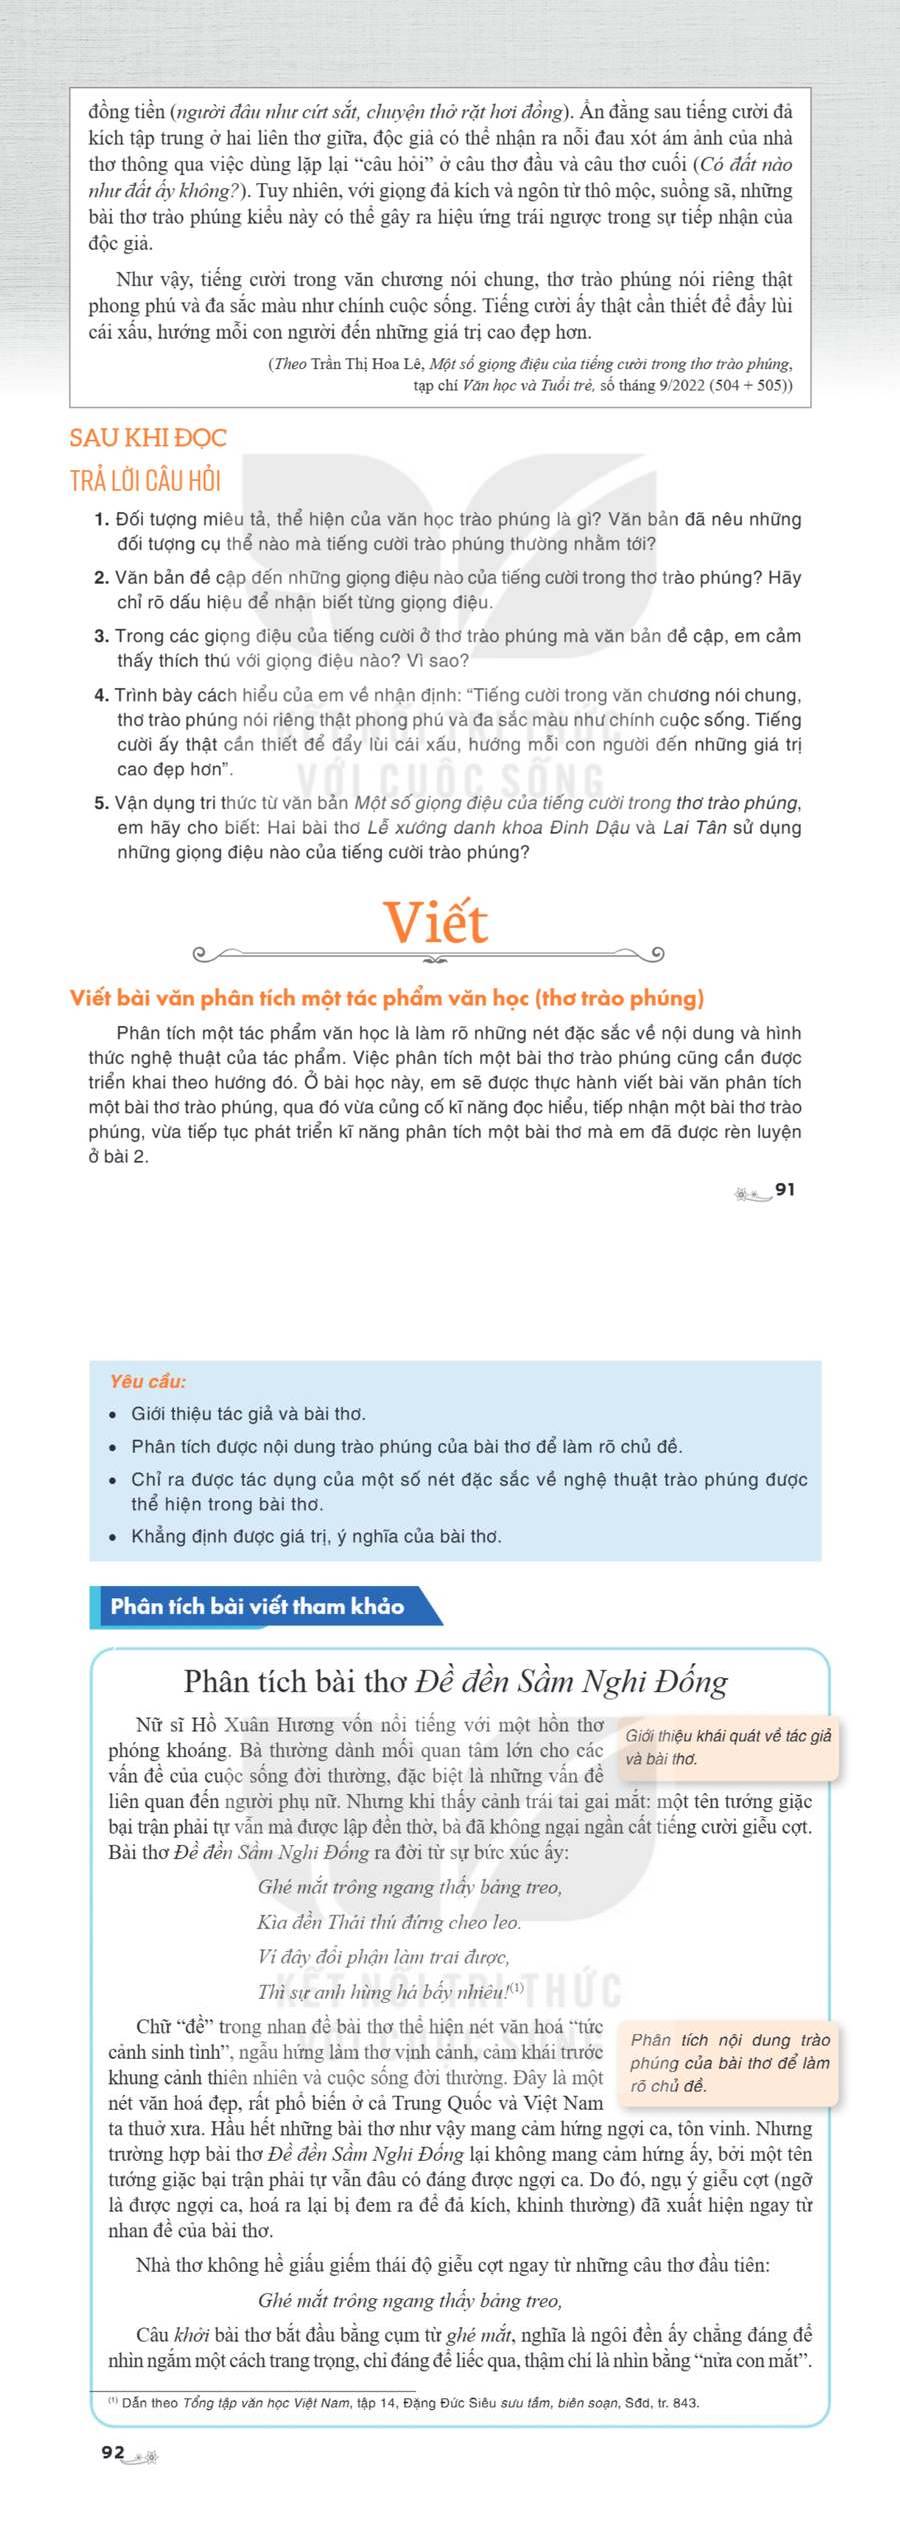 đồng tiền (người đâu như cứt sắt, chuyện thở rặt hơi đồng). Ẩn đằng sau tiếng cười đả
kích tập trung ở hai liên thơ giữa, độc giả có thể nhận ra nỗi đau xót ám ảnh của nhà
thơ thông qua việc dùng lặp lại “câu hỏi” ở câu thơ đầu và câu thơ cuối (Có đất nào
như đất ấy không?). Tuy nhiên, với giọng đả kích và ngôn từ thô mộc, suồng sã, những
bài thơ trào phúng kiểu này có thể gây ra hiệu ứng trái ngược trong sự tiếp nhận của
độc giả.
Như vậy, tiếng cười trong văn chương nói chung, thơ trào phúng nói riêng thật
phong phú và đa sắc màu như chính cuộc sống. Tiếng cười ấy thật cần thiết để đẩy lùi
cái xấu, hướng mỗi con người đến những giá trị cao đẹp hơn.
(Theo Trần Thị Hoa Lê, Một số giọng điệu của tiếng cười trong thơ trào phúng,
tạp chí Văn học và Tuổi trẻ, số tháng 9/2022 (504 + 505))
SAU KHI ĐỌC
TRẢ LỜI CÂU HỎI
1. Đối tượng miêu tả, thể hiện của văn học trào phúng là gì? Văn bản đã nêu những
đối tượng cụ thể nào mà tiếng cười trào phúng thường nhằm tới?
2. Văn bản đề cập đến những giọng điệu nào của tiếng cười trong thơ trào phúng? Hãy
chỉ rõ dấu hiệu để nhận biết từng giọng điệu.
3. Trong các giọng điệu của tiếng cười ở thơ trào phúng mà văn bản đề cập, em cảm
thấy thích thú với giọng điệu nào? Vì sao?
4. Trình bày cách hiểu của em về nhận định: “Tiếng cười trong văn chương nói chung,
thơ trào phúng nói riêng thật phong phú và đa sắc màu như chính cuộc sống. Tiếng
cười ấy thật cần thiết để đẩy lùi cái xấu, hướng mỗi con người đến những giá trị
cao đẹp hơn”.
5. Vận dụng tri thức từ văn bản Một số giọng điệu của tiếng cười trong thơ trào phúng,
em hãy cho biết: Hai bài thơ Lễ xướng danh khoa Đinh Dậu và Lai Tân sử dụng
những giọng điệu nào của tiếng cười trào phúng?
KẾT NỐI TRI THỨC
VỚI CUỘC SỐNG
Viết
Viết bài văn phân tích một tác phẩm văn học (thơ trào phúng)
Phân tích một tác phẩm văn học là làm rõ những nét đặc sắc về nội dung và hình
thức nghệ thuật của tác phẩm. Việc phân tích một bài thơ trào phúng cũng cần được
triển khai theo hướng đó. Ở bài học này, em sẽ được thực hành viết bài văn phân tích
một bài thơ trào phúng, qua đó vừa củng cố kĩ năng đọc hiểu, tiếp nhận một bài thơ trào
phúng, vừa tiếp tục phát triển kĩ năng phân tích một bài thơ mà em đã được rèn luyện
ở bài 2.
91
Yêu cầu:
• Giới thiệu tác giả và bài thơ.
• Phân tích được nội dung trào phúng của bài thơ để làm rõ chủ đề.
• Chỉ ra được tác dụng của một số nét đặc sắc về nghệ thuật trào phúng được
thể hiện trong bài thơ.
• Khẳng định được giá trị, ý nghĩa của bài thơ.
Phân tích bài viết tham khảo
Phân tích bài thơ Đề đền Sầm Nghi Đống
Nữ sĩ Hồ Xuân Hương vốn nổi tiếng với một hồn thơ
phóng khoáng. Bà thường dành mối quan tâm lớn cho các
vấn đề của cuộc sống đời thường, đặc biệt là những vấn đề
liên quan đến người phụ nữ. Nhưng khi thấy cảnh trái tai gai mắt: một tên tướng giặc
bại trận phải tự vẫn mà được lập đền thờ, bà đã không ngại ngần cất tiếng cười giễu cợt.
Bài thơ Đề đền Sầm Nghi Đống ra đời từ sự bức xúc ấy:
Giới thiệu khái quát về tác giả
và bài thơ.
Ghé mắt trông ngang thấy bảng treo,
Kìa đền Thái thú đứng cheo leo.
Ví đây đổi phận làm trai được,
Thì sự anh hùng há bấy nhiêu!(1)
KẾT NỐI TRI THỨC
VỚI CUỘC SỐNG
Chữ “đề” trong nhan đề bài thơ thể hiện nét văn hoá “tức
cảnh sinh tình”, ngẫu hứng làm thơ vịnh cảnh, cảm khái trước
khung cảnh thiên nhiên và cuộc sống đời thường. Đây là một
nét văn hoá đẹp, rất phổ biến ở cả Trung Quốc và Việt Nam
ta thuở xưa. Hầu hết những bài thơ như vậy mang cảm hứng ngợi ca, tôn vinh. Nhưng
trường hợp bài thơ Đề đền Sầm Nghi Đống lại không mang cảm hứng ấy, bởi một tên
tướng giặc bại trận phải tự vẫn đâu có đáng được ngợi ca. Do đó, ngụ ý giễu cợt (ngỡ
là được ngợi ca, hoá ra lại bị đem ra để đả kích, khinh thường) đã xuất hiện ngay từ
nhan đề của bài thơ.
Phân tích nội dung trào
phúng của bài thơ để làm
rõ chủ đề.
Nhà thơ không hề giấu giếm thái độ giễu cợt ngay từ những câu thơ đầu tiên:
Ghé mắt trông ngang thấy bảng treo,
Câu khởi bài thơ bắt đầu bằng cụm từ ghé mắt, nghĩa là ngôi đền ấy chẳng đáng để
nhìn ngắm một cách trang trọng, chỉ đáng để liếc qua, thậm chí là nhìn bằng “nửa con mắt”.
(1) Dẫn theo Tổng tập văn học Việt Nam, tập 14, Đặng Đức Siêu sưu tầm, biên soạn, Sđd, tr. 843.
92